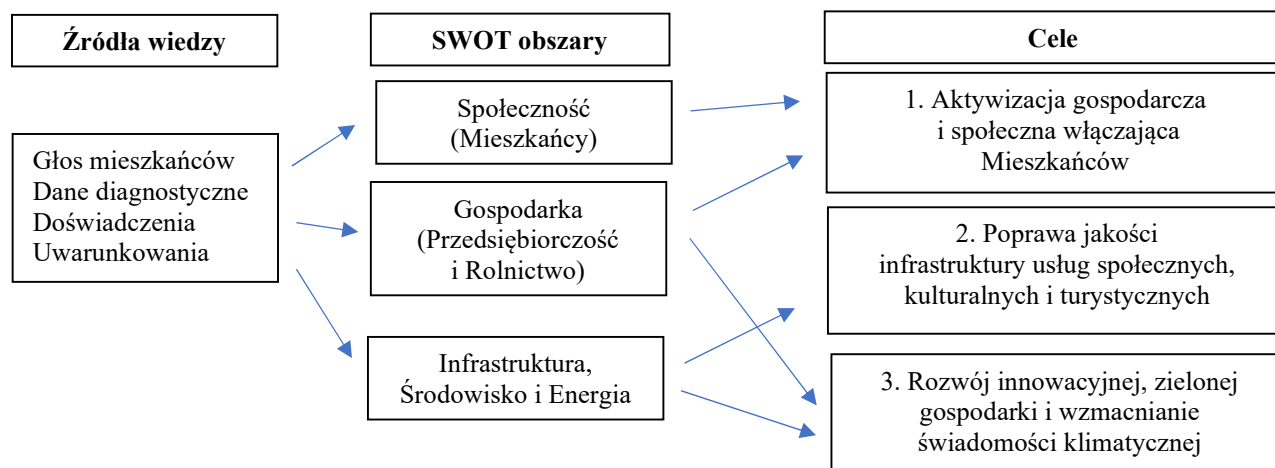 Źródła wiedzy
SWOT obszary
Cele
Głos mieszkańców
Dane diagnostyczne
Doświadczenia
Uwarunkowania
Społeczność
(Mieszkańcy)
Gospodarka
(Przedsiębiorczość
i Rolnictwo)
Infrastruktura,
Środowisko i Energia
1. Aktywizacja gospodarcza
i społeczna włączająca
Mieszkańców
2. Poprawa jakości
infrastruktury usług społecznych,
kulturalnych i turystycznych
3. Rozwój innowacyjnej, zielonej
gospodarki i wzmacnianie
świadomości klimatycznej